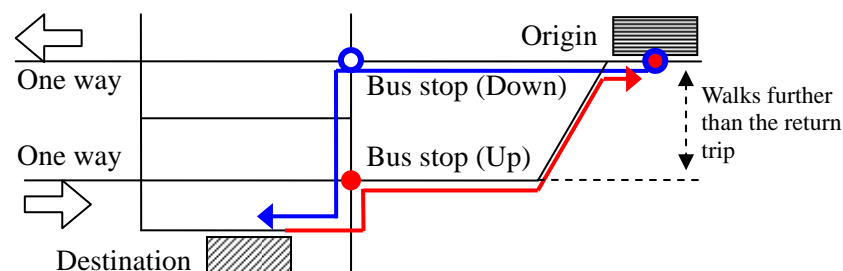 Origin
One way
Bus stop (Down)
Walks further
than the return
trip
One way
Bus stop (Up)
Destination